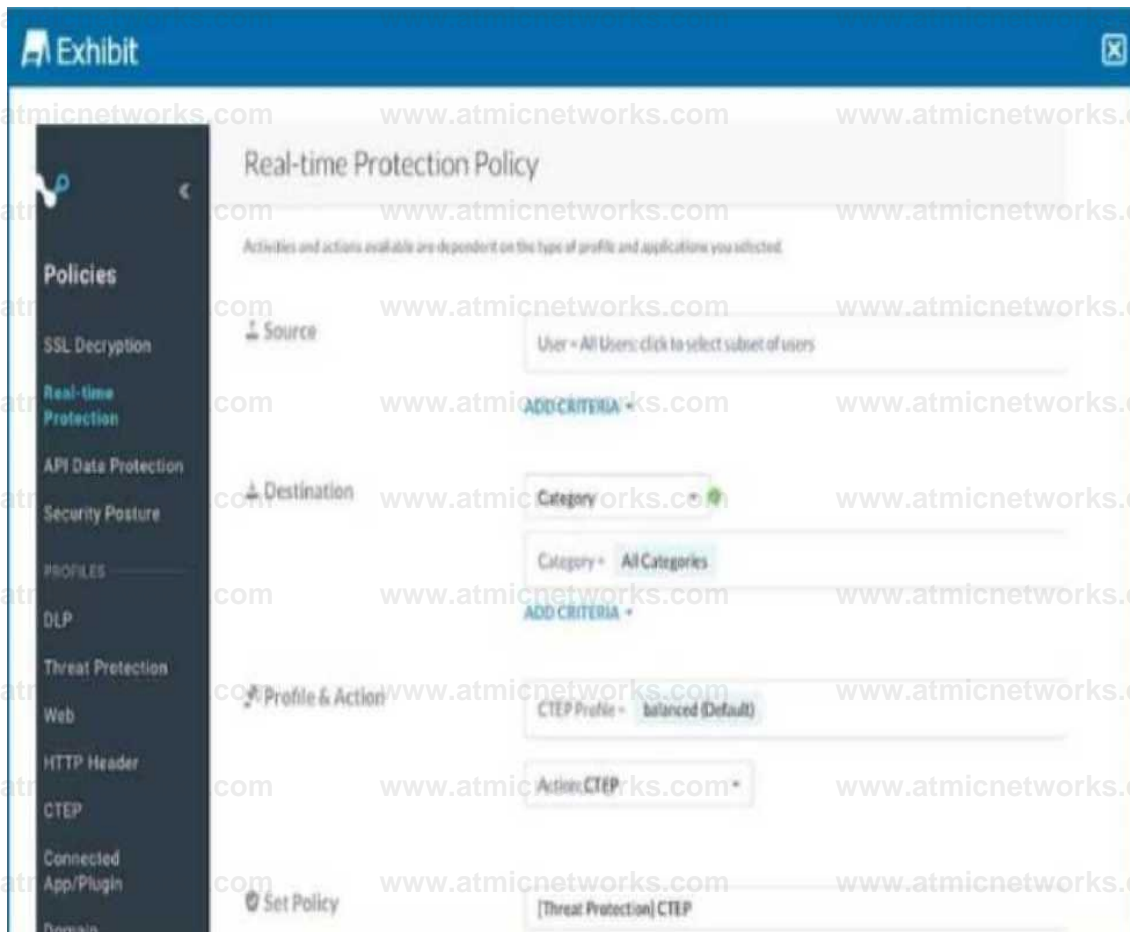 Exhibit
www.atmicnetworks.com
Real-time Protection Policy
Activities and actions available are dependent on the type of profile and applications you selected.
Policies
SSL Decryption
Real-time
Protection
API Data Protection
Security Posture
PROFILES
DLP
Threat Protection
Web
HTTP Header
CTEP
Connected
App/Plugin
Domain
Source
User = All Users: click to select subset of users
ADD CRITERIA
Destination
Category
Category = All Categories
ADD CRITERIA
Profile & Action
CTEP Profile = balanced (Default)
Action: CTEP
Set Policy
[Threat Protection] CTEP